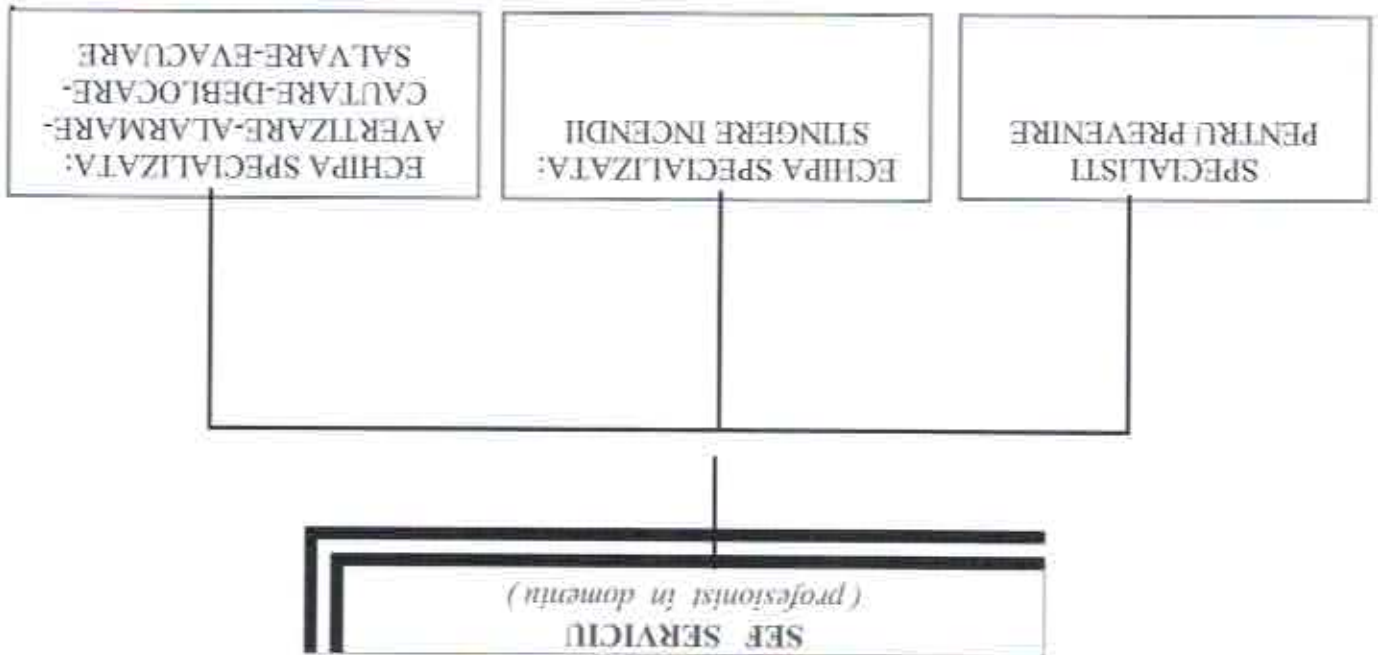 SEF SERVICIU
( profesionist in domeniu )
SPECIALISTI
PENTRU PREVENIRE
ECHIPA SPECIALIZATA:
STINGERE INCENDII
ECHIPA SPECIALIZATA:
AVERTIZARE-ALARMARE-
CAUTARE-DEBLOCARE-
SALVARE-EVACUARE